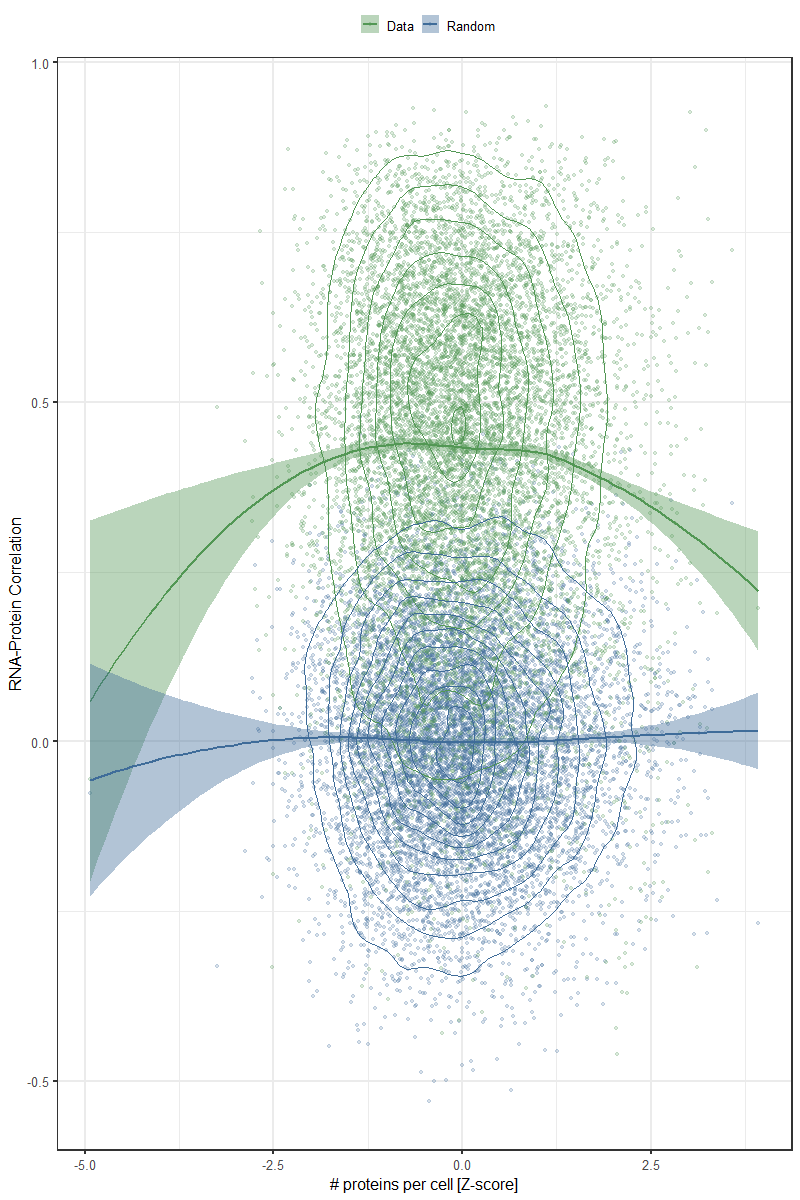 Data Random
1.0
0.5
0.0
-0.5
RNA-Protein Correlation
-5.0 -2.5 0.0 2.5
# proteins per cell [Z-score]